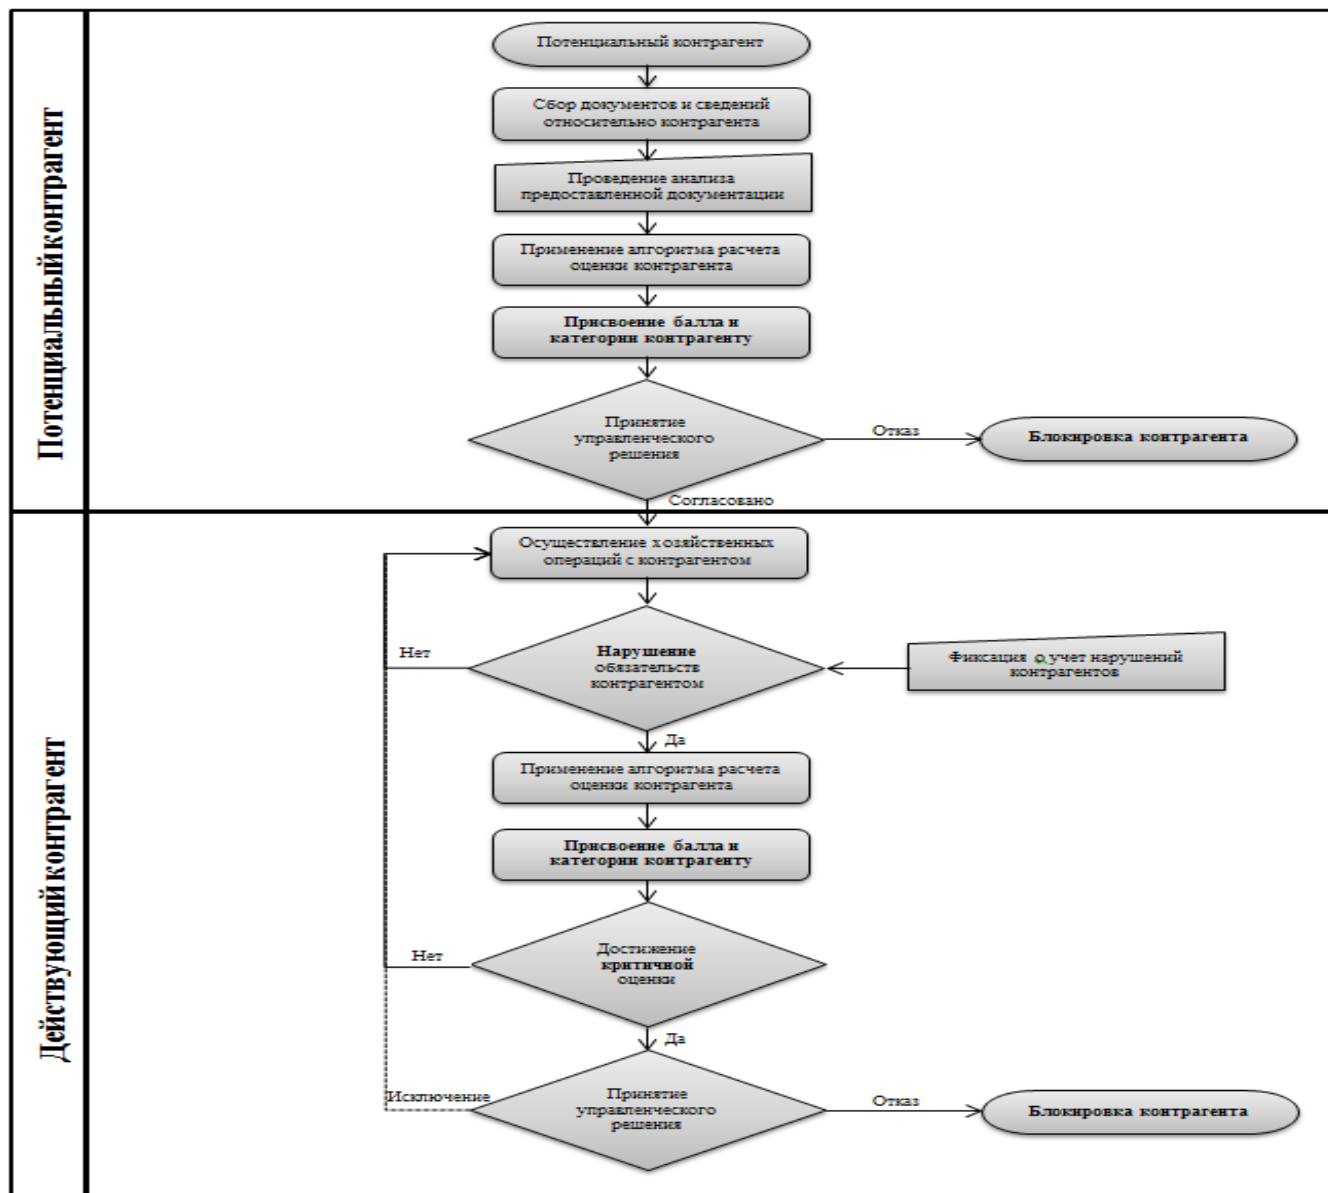 Потенциальный контрагент
Потенциальный контрагент
Сбор документов и сведений
относительно контрагента
Проведение анализа
предоставленной документации
Применение алгоритма расчета
оценки контрагента
Присвоение балла и
категории контрагенту
Принятие
управленческого
решения
Отказ
Блокировка контрагента
Согласовано
Действующий контрагент
Осуществление хозяйственных
операций с контрагентом
Нет
Нарушение
обязательств
контрагентом
Фиксация о учет нарушений
контрагентов
Да
Применение алгоритма расчета
оценки контрагента
Присвоение балла и
категории контрагенту
Нет
Достижение
критичной
оценки
Да
Исключение
Принятие
управленческого
решения
Отказ
Блокировка контрагента